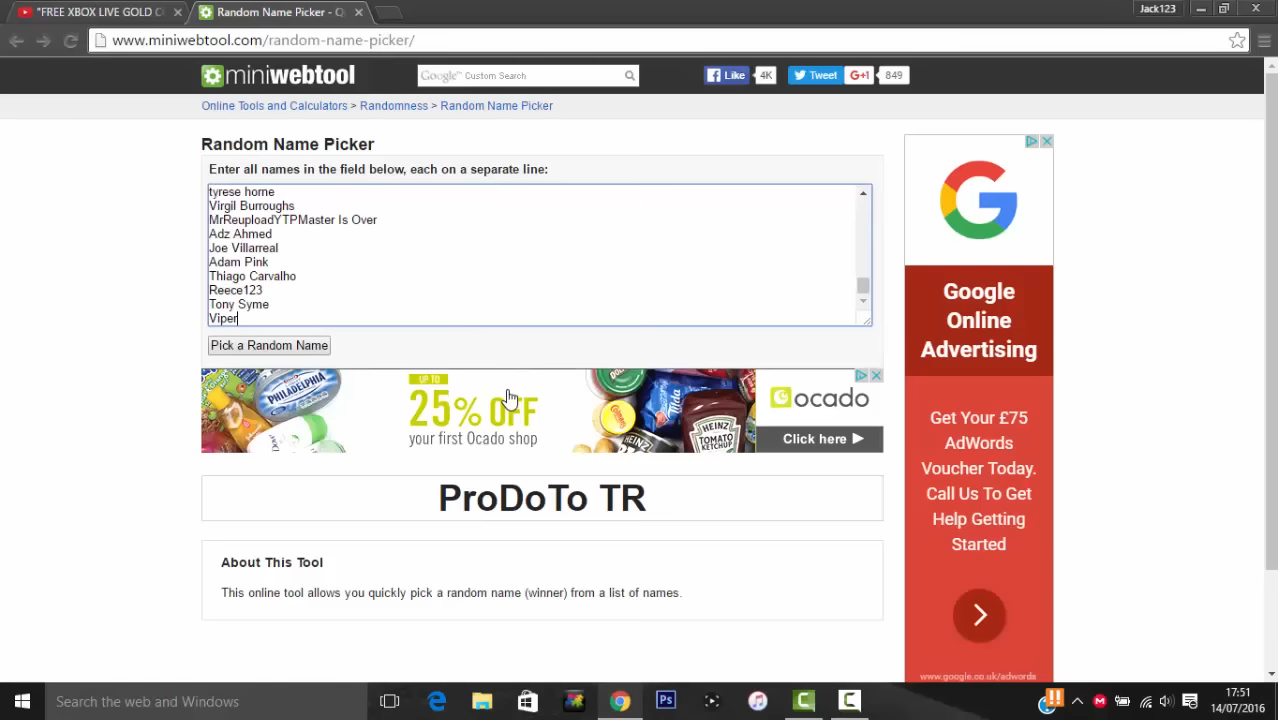 "FREE XBOX LIVE GOLD C
Random Name Picker - O
Jack123
www.miniwebtool.com/random-name-picker/
miniwebtool
Google™ Custom Search
Like 4K
Tweet
G+1 849
Online Tools and Calculators > Randomness > Random Name Picker
Random Name Picker
Enter all names in the field below, each on a separate line:
tyrese horne
Virgil Burroughs
MrReuploadYTPMaster Is Over
Adz Ahmed
Joe Villarreal
Adam Pink
Thiago Carvalho
Reece123
Tony Syme
Viper
Pick a Random Name
PHILADELPHIA
UP TO
25% OFF
your first Ocado shop
HEINZ
HEINZ
TOMATO
KETCHUP
ocado
Click here
ProDoTo TR
About This Tool
This online tool allows you quickly pick a random name (winner) from a list of names.
Google
Online
Advertising
Get Your £75
AdWords
Voucher Today.
Call Us To Get
Help Getting
Started
www.google.co.uk/adwords
Search the web and Windows
Ps
17:51
14/07/2016